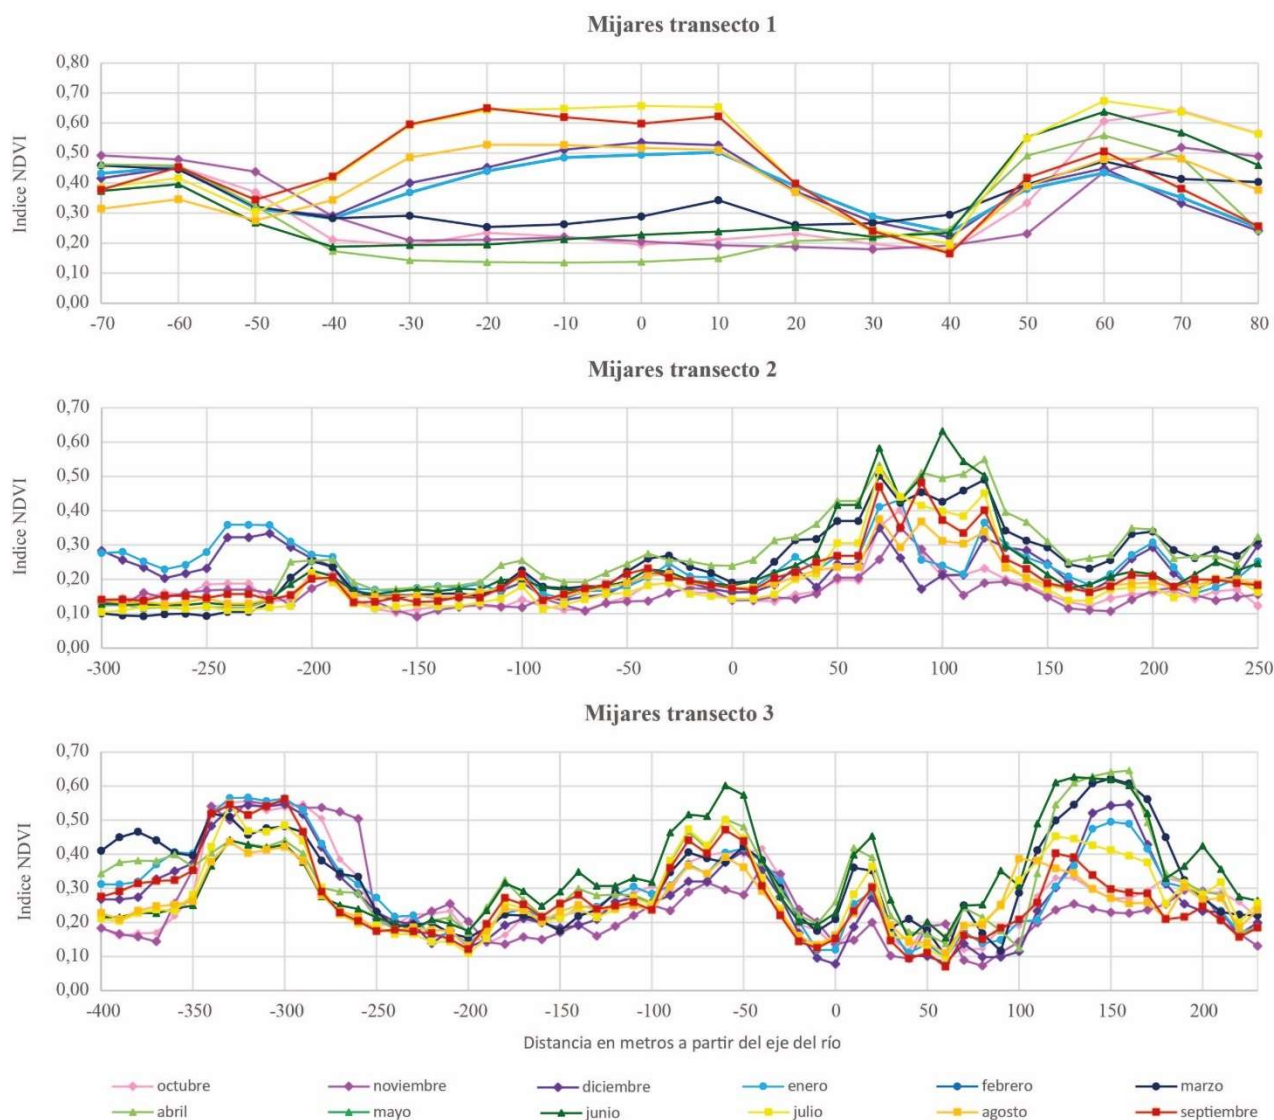 Mijares transecto 1
Indice NDVI
0,80
0,70
0,60
0,50
0,40
0,30
0,20
0,10
0,00
-70 -60 -50 -40 -30 -20 -10 0 10 20 30 40 50 60 70 80
Mijares transecto 2
Indice NDVI
0,70
0,60
0,50
0,40
0,30
0,20
0,10
0,00
-300 -250 -200 -150 -100 -50 0 50 100 150 200 250
Mijares transecto 3
Indice NDVI
0,70
0,60
0,50
0,40
0,30
0,20
0,10
0,00
-400 -350 -300 -250 -200 -150 -100 -50 0 50 100 150 200
Distancia en metros a partir del eje del río
octubre noviembre diciembre enero febrero marzo
abril mayo junio julio agosto septiembre